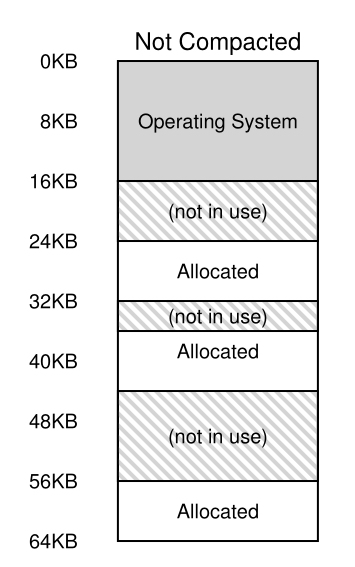 Not Compacted
0KB
8KB
Operating System
16KB
(not in use)
24KB
Allocated
32KB
(not in use)
Allocated
40KB
48KB
(not in use)
56KB
Allocated
64KB